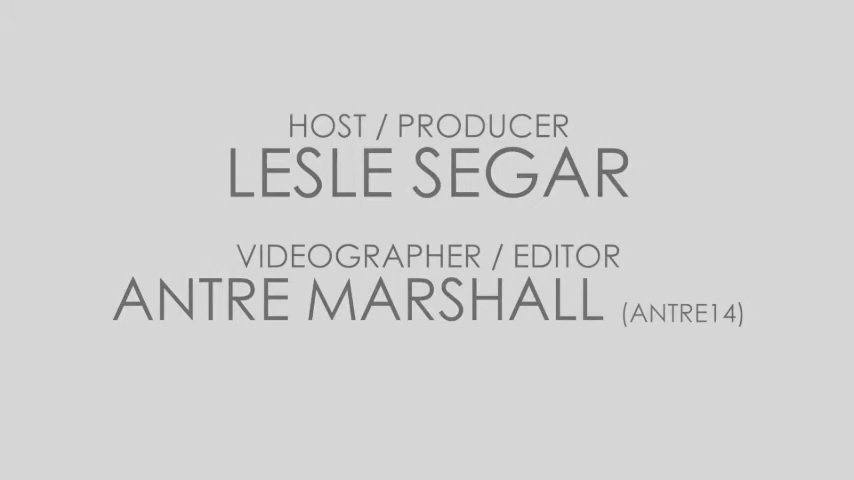 HOST / PRODUCER
LESLE SEGAR
VIDEOGRAPHER / EDITOR
ANTRE MARSHALL (ANTRE14)